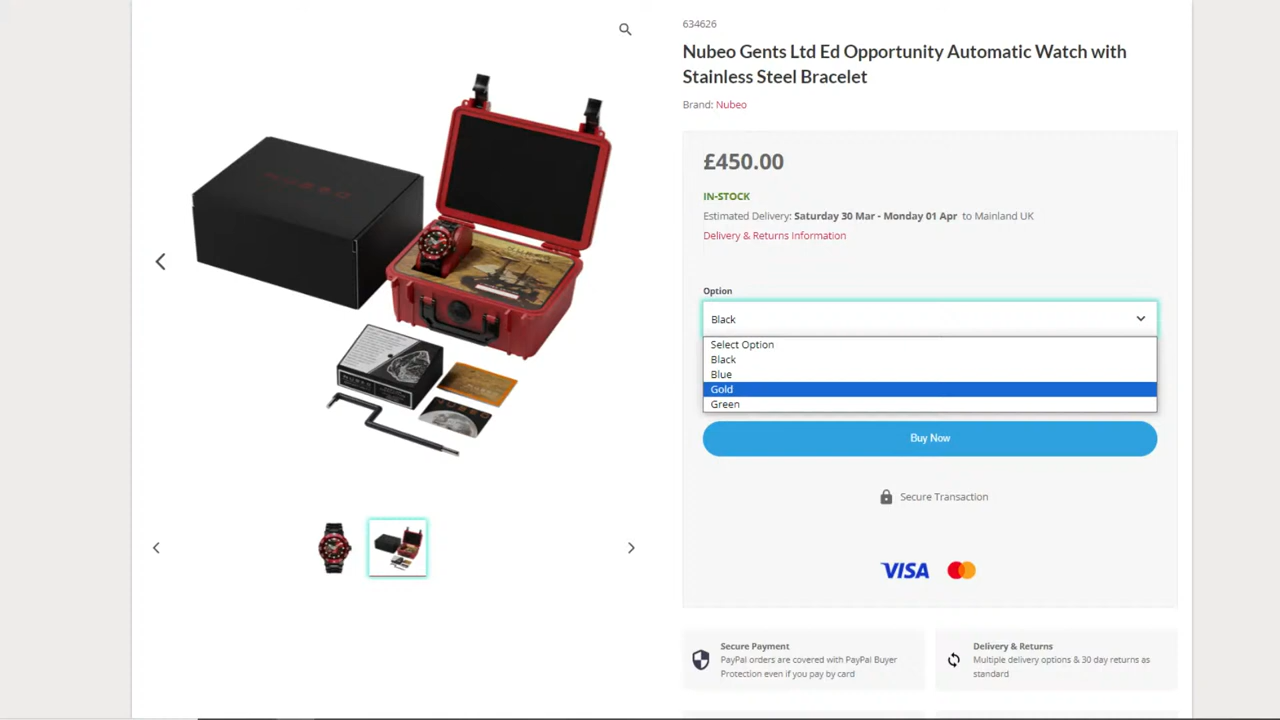 634626
Nubeo Gents Ltd Ed Opportunity Automatic Watch with
Stainless Steel Bracelet
Brand: Nubeo
£450.00
IN-STOCK
Estimated Delivery: Saturday 30 Mar - Monday 01 Apr to Mainland UK
Delivery & Returns Information
Option
Black
Select Option
Black
Blue
Gold
Green
Buy Now
Secure Transaction
VISA
Secure Payment
PayPal orders are covered with PayPal Buyer
Protection even if you pay by card
Delivery & Returns
Multiple delivery options & 30 day returns as
standard
NUBEO
NUBEO
NUBEO